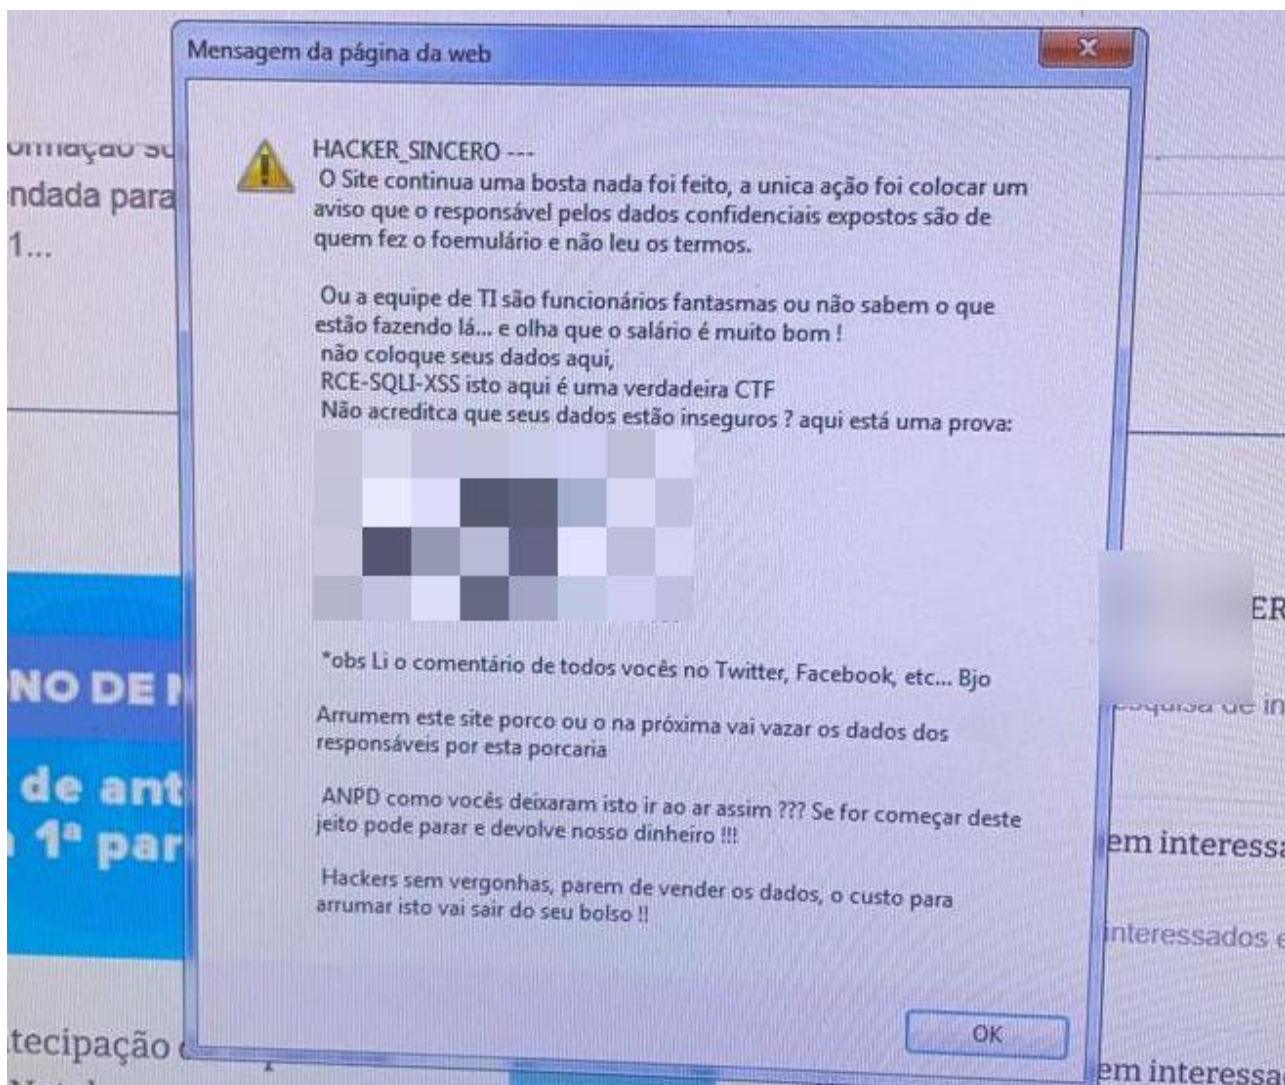 Mensagem da página da web
HACKER_SINCERO ---
O Site continua uma bosta nada foi feito, a unica ação foi colocar um
aviso que o responsável pelos dados confidenciais expostos são de
quem fez o foemulário e não leu os termos.
Ou a equipe de TI são funcionários fantasmas ou não sabem o que
estão fazendo lá... e olha que o salário é muito bom !
não coloque seus dados aqui,
RCE-SQLI-XSS isto aqui é uma verdadeira CTF
Não acreditca que seus dados estão inseguros ? aqui está uma prova:
*obs Li o comentário de todos vocês no Twitter, Facebook, etc... Bjo
Arrumem este site porco ou o na próxima vai vazar os dados dos
responsáveis por esta porcaria
ANPD como vocês deixaram isto ir ao ar assim ??? Se for começar deste
jeito pode parar e devolve nosso dinheiro !!!
Hackers sem vergonhas, parem de vender os dados, o custo para
arrumar isto vai sair do seu bolso !!
OK
ndada para
1...
NO DE
de ant
1ª par
tecipação
ER
esquisa de in
em interessa
interessados e
em interessa